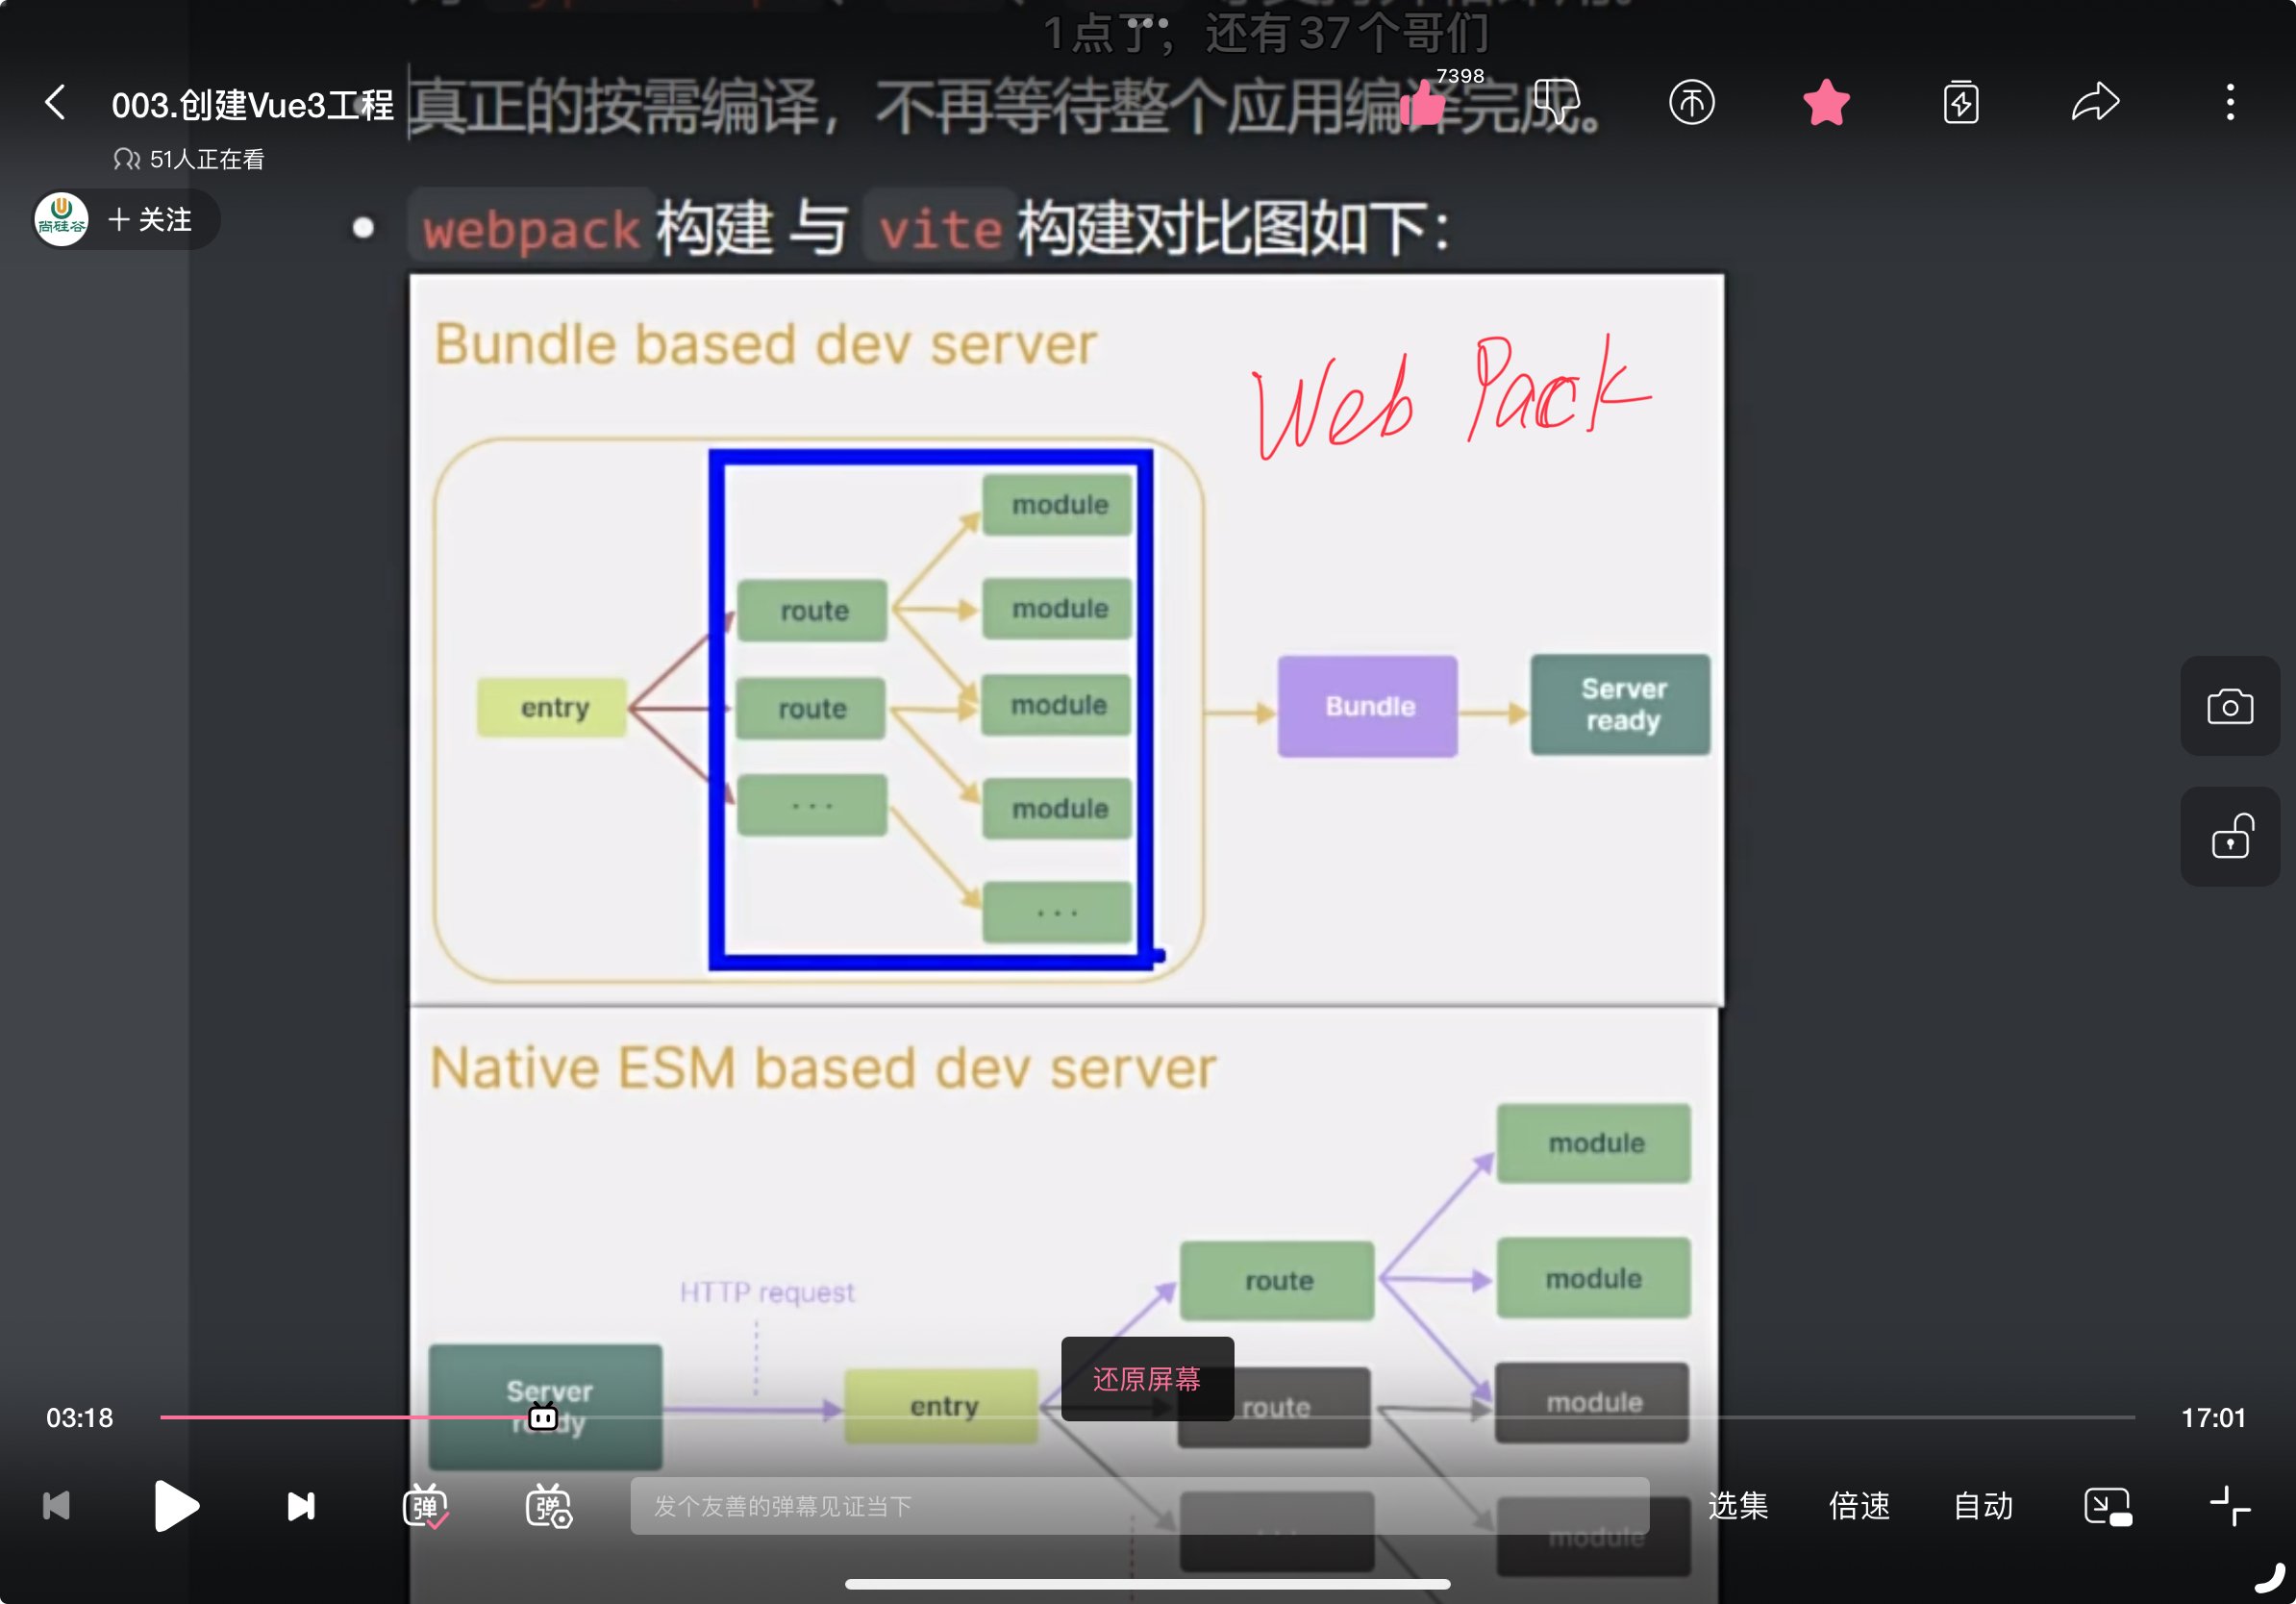 1点了，还有37个哥们
003.创建Vue3工程
真正的按需编译，不再等待整个应用编译完成。
7398
51人正在看
尚硅谷
+ 关注
webpack 构建 与 vite 构建对比图如下：
Bundle based dev server
Web Pack
module
route
module
entry
route
module
Bundle
Server
ready
...
module
...
Native ESM based dev server
module
HTTP request
route
module
Server
ready
entry
还原屏幕
route
module
03:18
17:01
弹
弹
发个友善的弹幕见证当下
选集
倍速
自动
...
module